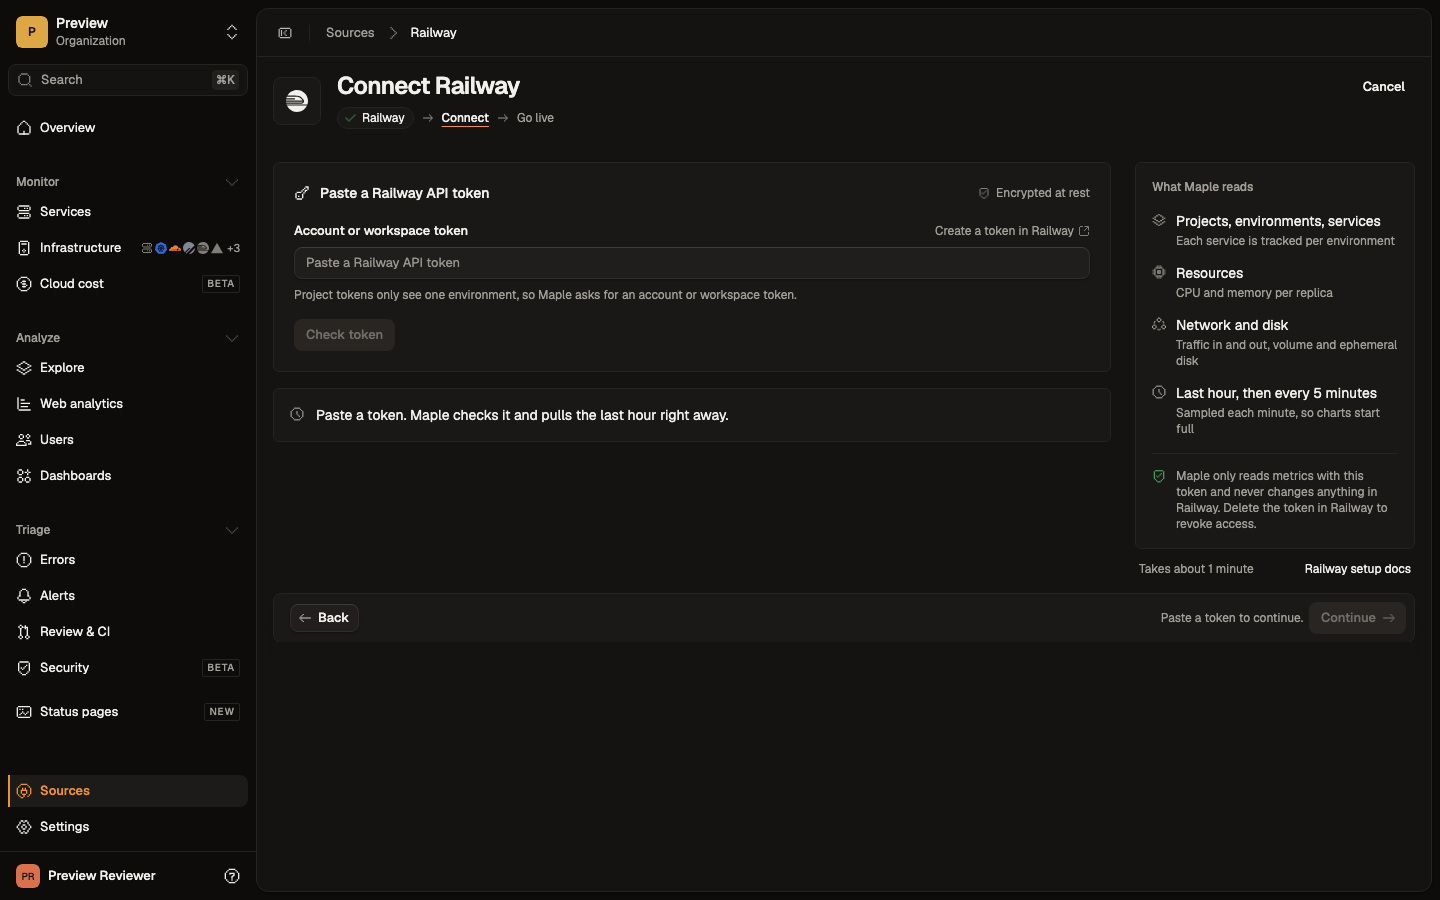 P
Preview
Organization
Search
⌘K
Overview
Monitor
Services
Infrastructure
+3
Cloud cost
BETA
Analyze
Explore
Web analytics
Users
Dashboards
Triage
Errors
Alerts
Review & CI
Security
BETA
Status pages
NEW
Sources
Settings
PR
Preview Reviewer
Sources
Railway
Connect Railway
Railway
Connect
Go live
Cancel
Paste a Railway API token
Encrypted at rest
Account or workspace token
Create a token in Railway
Paste a Railway API token
Project tokens only see one environment, so Maple asks for an account or workspace token.
Check token
Paste a token. Maple checks it and pulls the last hour right away.
What Maple reads
Projects, environments, services
Each service is tracked per environment
Resources
CPU and memory per replica
Network and disk
Traffic in and out, volume and ephemeral
disk
Last hour, then every 5 minutes
Sampled each minute, so charts start
full
Maple only reads metrics with this
token and never changes anything in
Railway. Delete the token in Railway to
revoke access.
Takes about 1 minute
Railway setup docs
Back
Paste a token to continue.
Continue